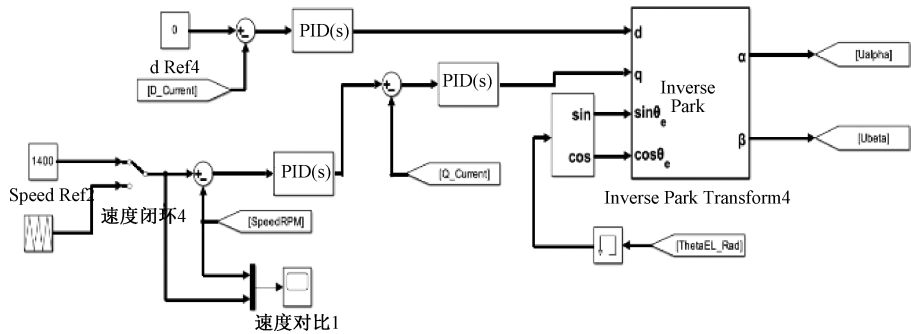 0
PID(s)
d Ref4
[D_Current]
PID(s)
d
q
sinθe
cosθe
Inverse
Park
α
β
[Ualpha]
[Ubeta]
sin
cos
1400
Speed Ref2
速度闭环4
PID(s)
[Q_Current]
Inverse Park Transform4
[SpeedRPM]
[ThetaEL_Rad]
速度对比1